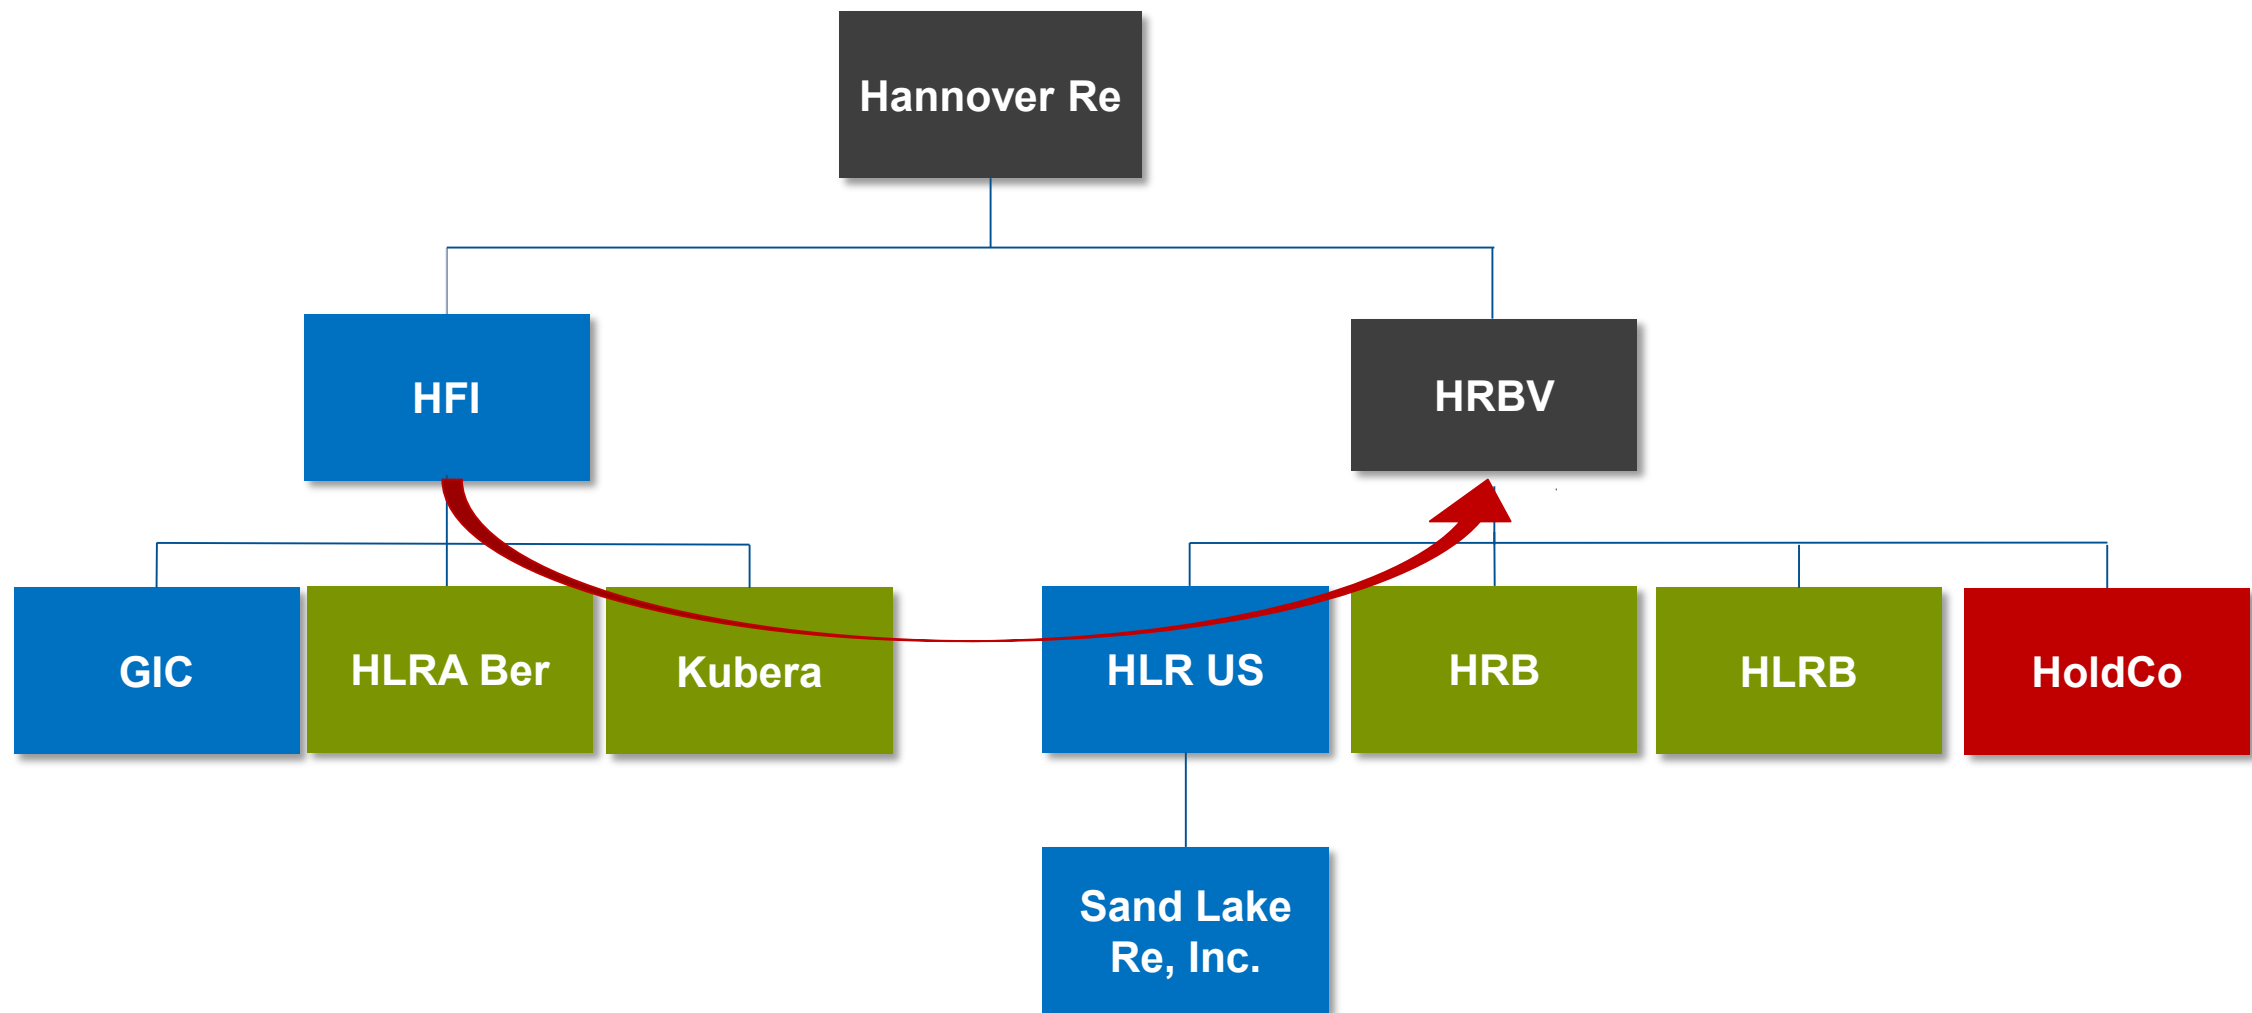 Hannover Re
HFI
HRBV
GIC
HLRA Ber
Kubera
HLR US
HRB
HLRB
HoldCo
Sand Lake
Re, Inc.